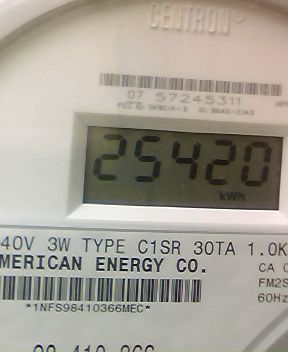 CENTRON®
07 57245311
25420
kWh
40V 3W TYPE C1SR 30TA 1.0K
MERICAN ENERGY CO.
CA 0
FM2S
60Hz
*1NFS98410366MEC*